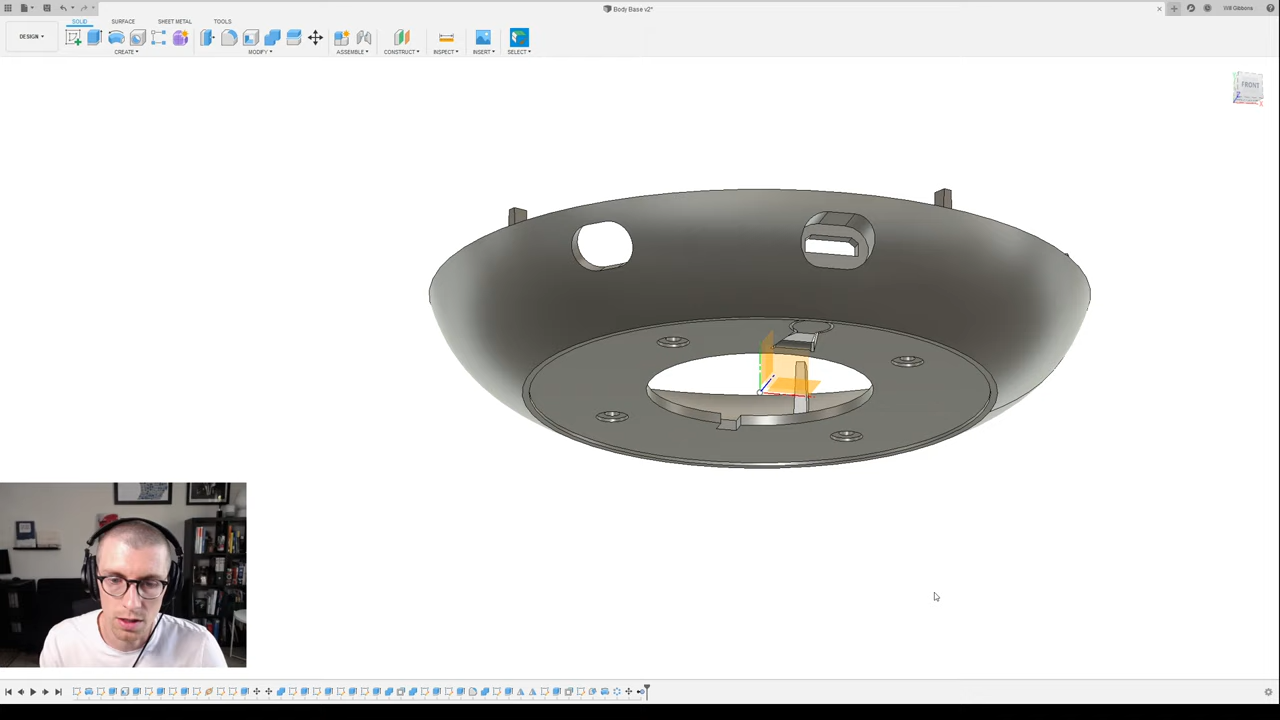 Body Base v2*
Will Gibbons
SOLID SURFACE SHEET METAL TOOLS
DESIGN
CREATE MODIFY ASSEMBLE CONSTRUCT INSPECT INSERT SELECT
FRONT